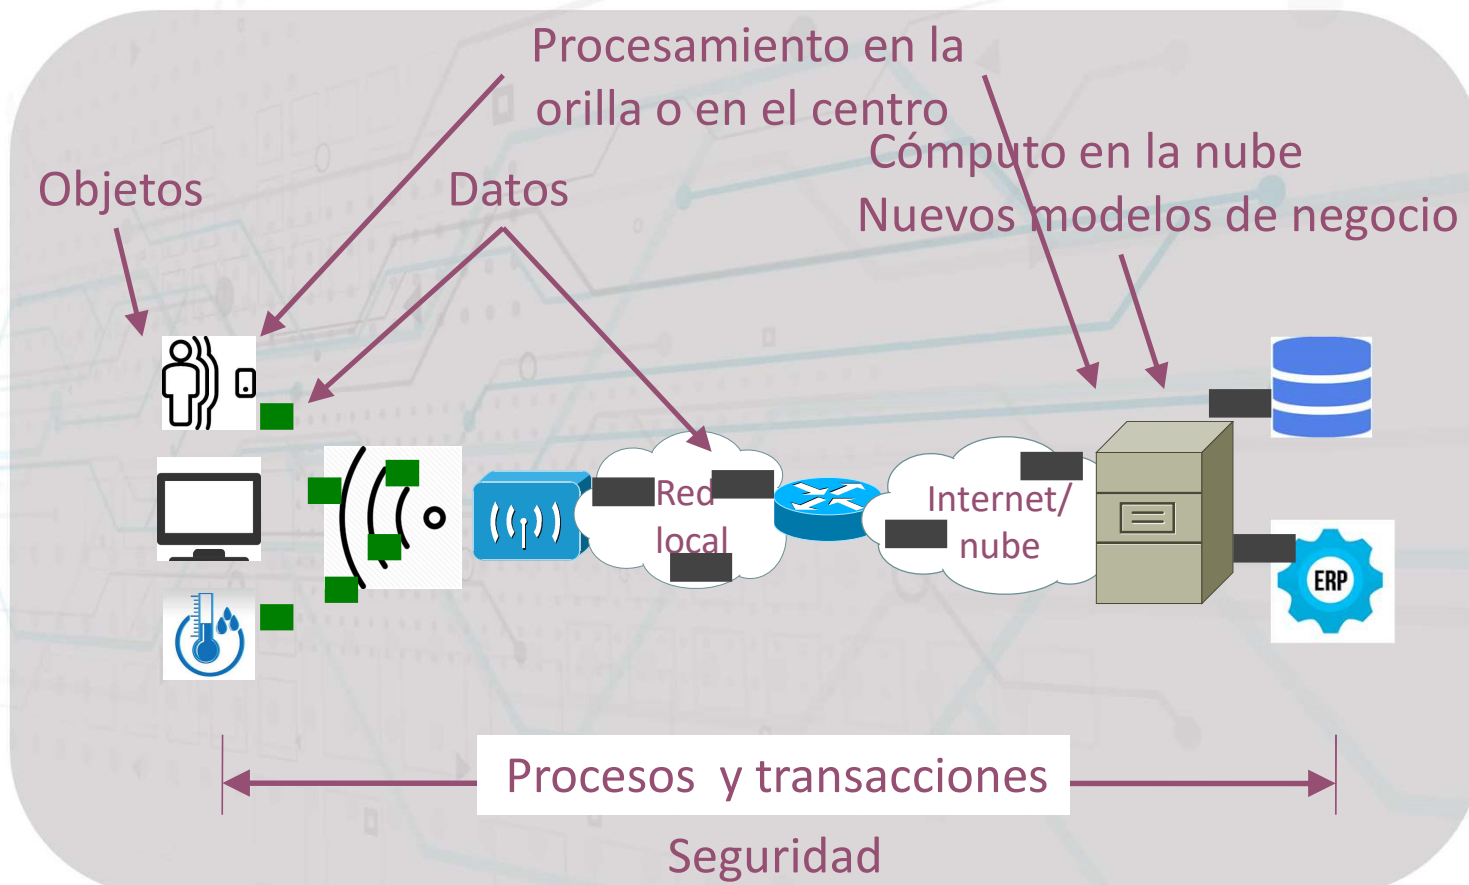 Procesamiento en la
orilla o en el centro
Cómputo en la nube
Nuevos modelos de negocio
Objetos
Datos
Red
local
Internet/
nube
ERP
Procesos y transacciones
Seguridad